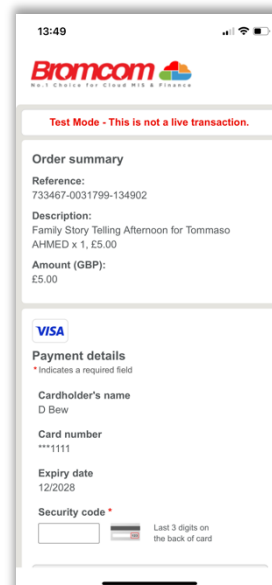 13:49
Bromcom
No.1 Choice for Cloud MIS & Finance
Test Mode - This is not a live transaction.
Order summary
Reference:
733467-0031799-134902
Description:
Family Story Telling Afternoon for Tommaso
AHMED x 1, £5.00
Amount (GBP):
£5.00
VISA
Payment details
* Indicates a required field
Cardholder's name
D Bew
Card number
***1111
Expiry date
12/2028
Security code *
Last 3 digits on
the back of card